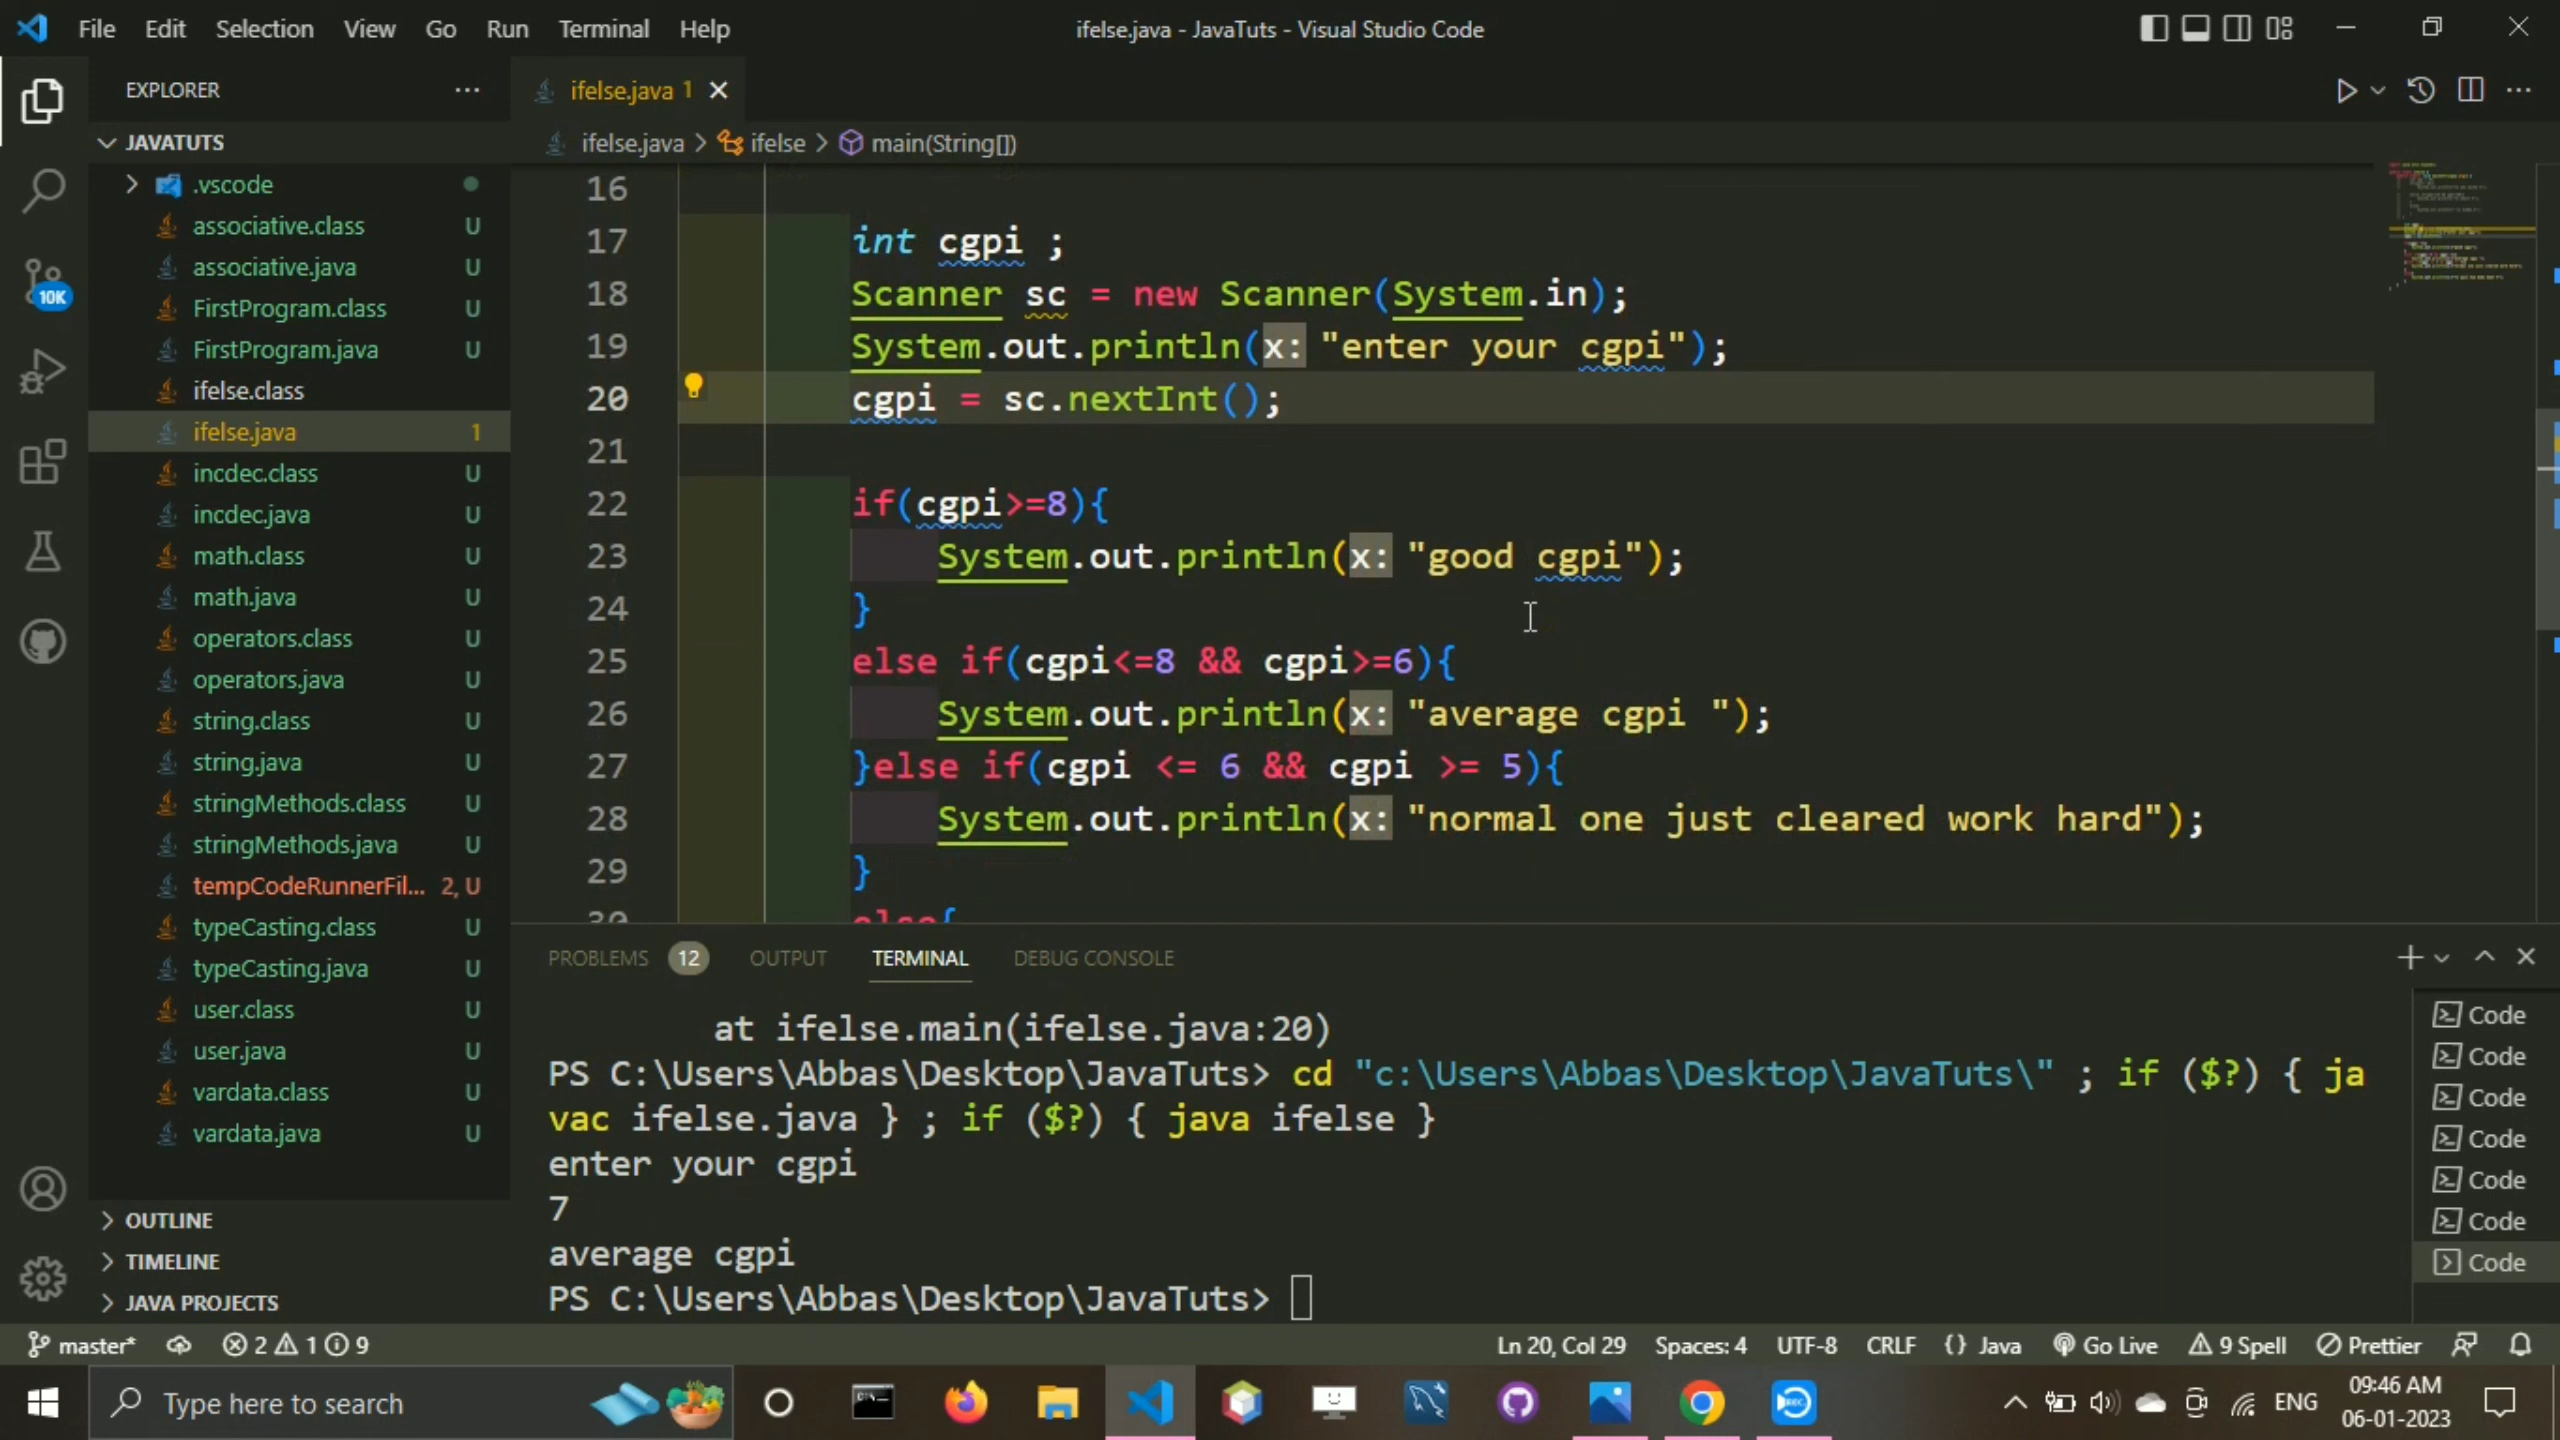 File Edit Selection View Go Run Terminal Help
ifelse.java - JavaTuts - Visual Studio Code
EXPLORER
JAVATUTS
.vscode
associative.class U
associative.java U
FirstProgram.class U
FirstProgram.java U
ifelse.class
ifelse.java 1
incdec.class U
incdec.java U
math.class U
math.java U
operators.class U
operators.java U
string.class U
string.java U
stringMethods.class U
stringMethods.java U
tempCodeRunnerFil... 2, U
typeCasting.class U
typeCasting.java U
user.class U
user.java U
vardata.class U
vardata.java U
OUTLINE
TIMELINE
JAVA PROJECTS
10K
ifelse.java 1
ifelse.java > ifelse > main(String[])
16
17 int cgpi ;
18 Scanner sc = new Scanner(System.in);
19 System.out.println(x: "enter your cgpi");
20 cgpi = sc.nextInt();
21
22 if(cgpi>=8){
23 System.out.println(x: "good cgpi");
24 }
25 else if(cgpi<=8 && cgpi>=6){
26 System.out.println(x: "average cgpi ");
27 }else if(cgpi <= 6 && cgpi >= 5){
28 System.out.println(x: "normal one just cleared work hard");
29 }
30 else{
PROBLEMS 12 OUTPUT TERMINAL DEBUG CONSOLE
at ifelse.main(ifelse.java:20)
PS C:\Users\Abbas\Desktop\JavaTuts> cd "c:\Users\Abbas\Desktop\JavaTuts\" ; if ($?) { ja
vac ifelse.java } ; if ($?) { java ifelse }
enter your cgpi
7
average cgpi
PS C:\Users\Abbas\Desktop\JavaTuts>
Code
Code
Code
Code
Code
Code
Code
master* 2 1 9
Ln 20, Col 29 Spaces: 4 UTF-8 CRLF {} Java Go Live 9 Spell Prettier
Type here to search
ENG
09:46 AM
06-01-2023